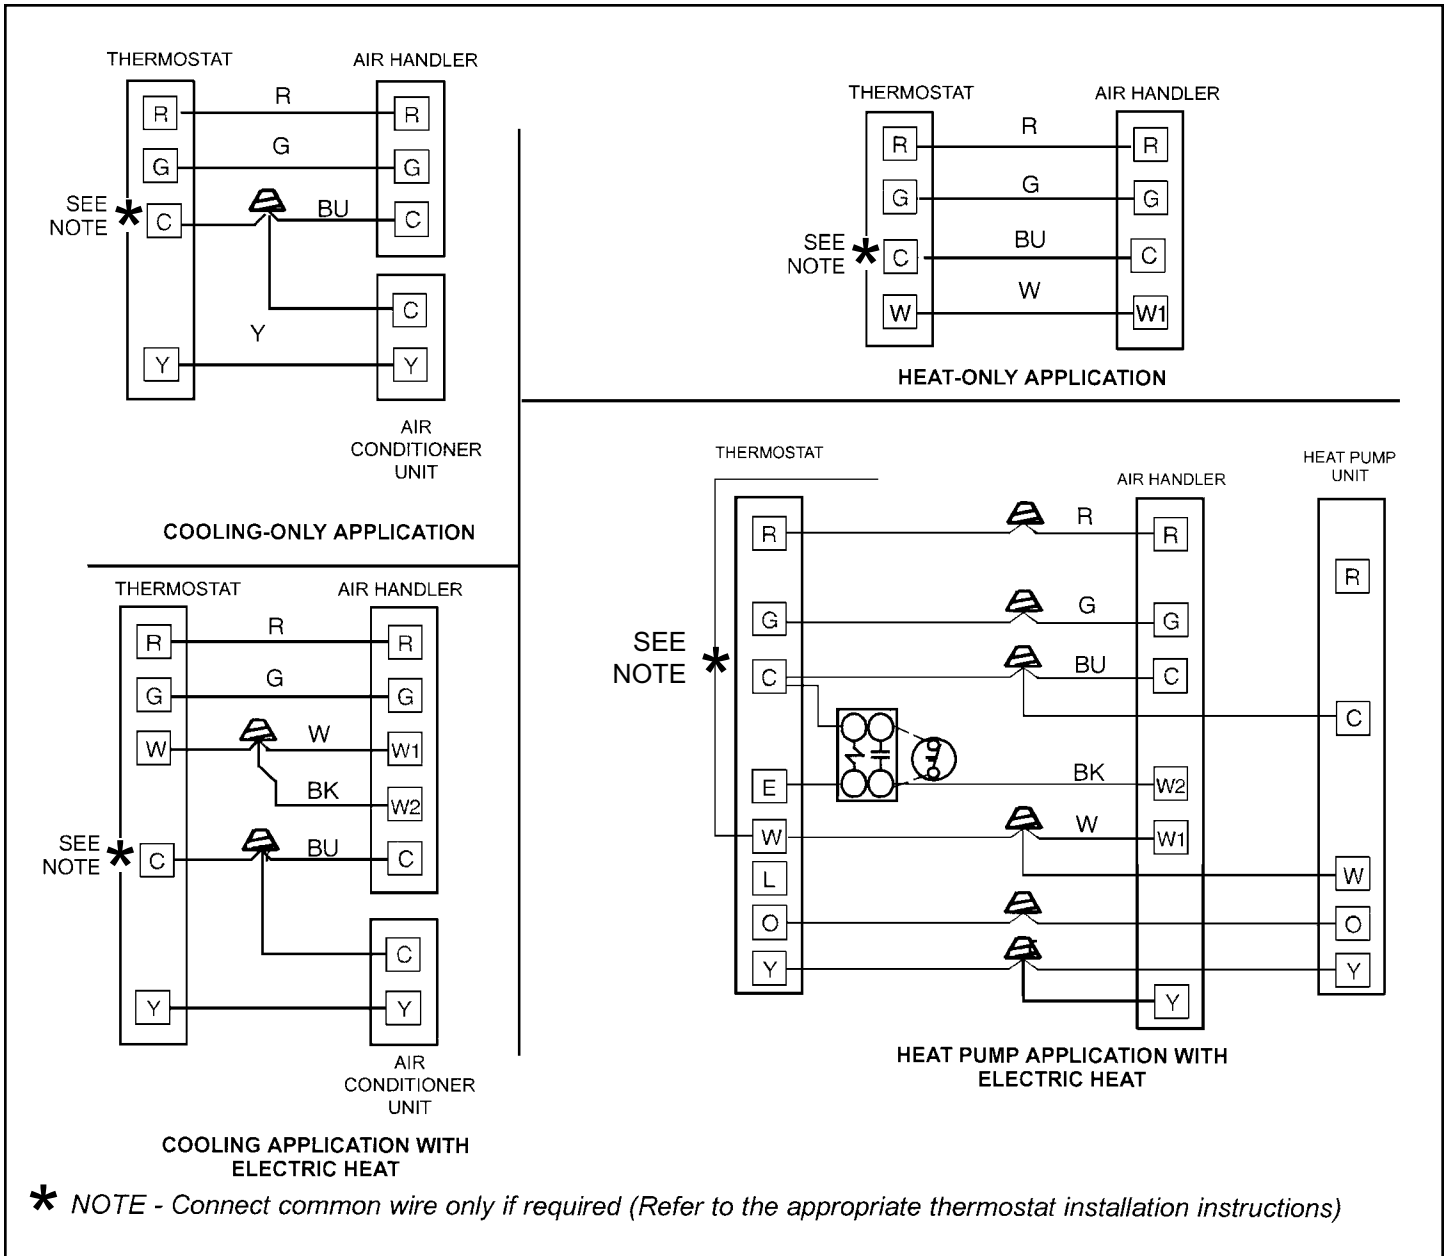 THERMOSTAT AIR HANDLER
R R R
G G G
SEE
NOTE * C BU C
C
Y Y Y
AIR
CONDITIONER
UNIT
COOLING-ONLY APPLICATION
THERMOSTAT AIR HANDLER
R R R
G G G
SEE
NOTE * C BU C
W W W1
HEAT-ONLY APPLICATION
THERMOSTAT AIR HANDLER
R R R
G G G
W W W1
BK W2
SEE
NOTE * C BU C
C
Y Y
AIR
CONDITIONER
UNIT
COOLING APPLICATION WITH
ELECTRIC HEAT
THERMOSTAT
AIR HANDLER
HEAT PUMP
UNIT
R R R
R
G G G
SEE
NOTE * C BU C
C
E BK W2
W W W1
L
W
O O
Y Y
Y
HEAT PUMP APPLICATION WITH
ELECTRIC HEAT
* NOTE - Connect common wire only if required (Refer to the appropriate thermostat installation instructions)